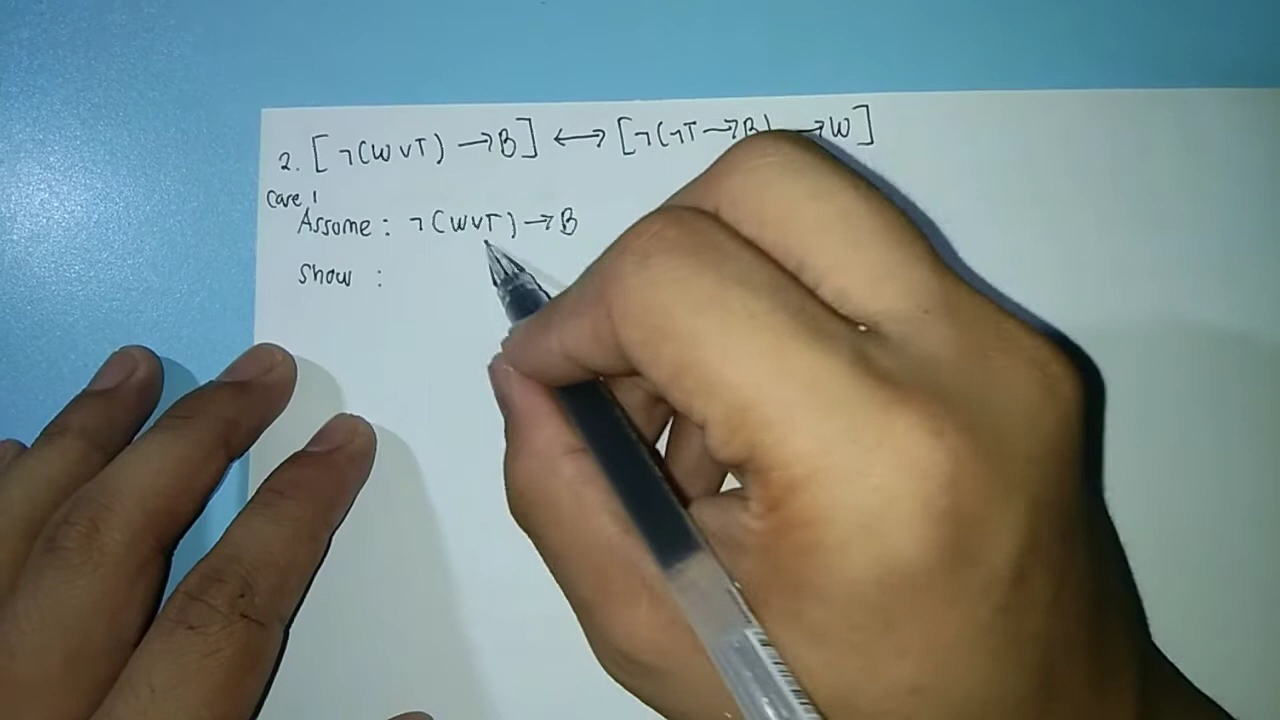 2. [¬(W∨T) →B] ⟷ [¬(¬T→B) →W]
Case 1
Assume: ¬(W∨T)→B
Show :